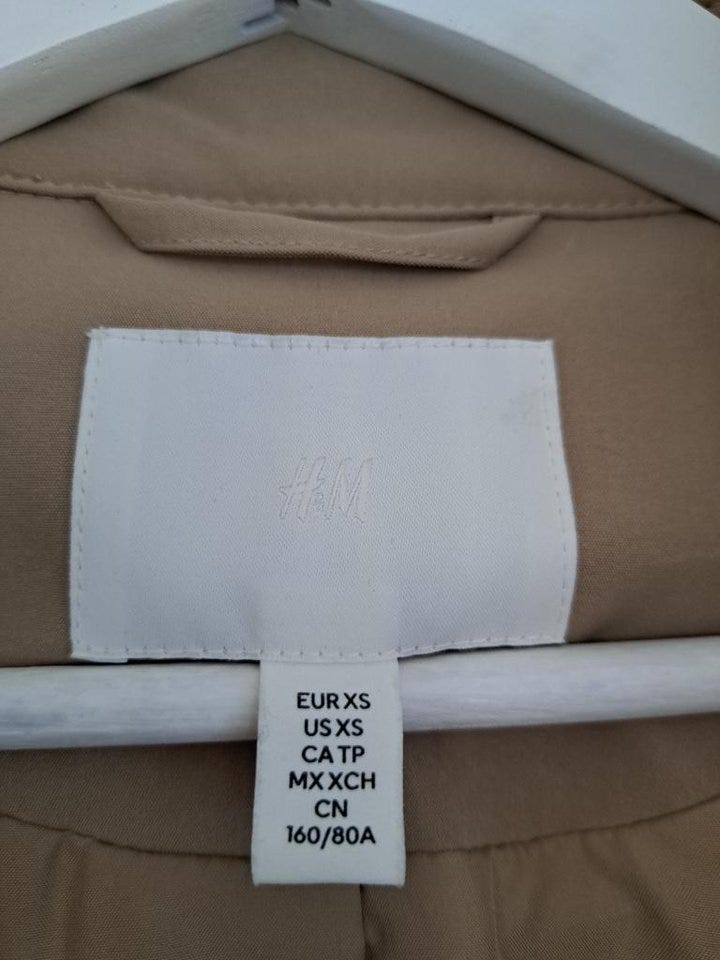 H&M
EUR XS
US XS
CA TP
MX XCH
CN
160/80A